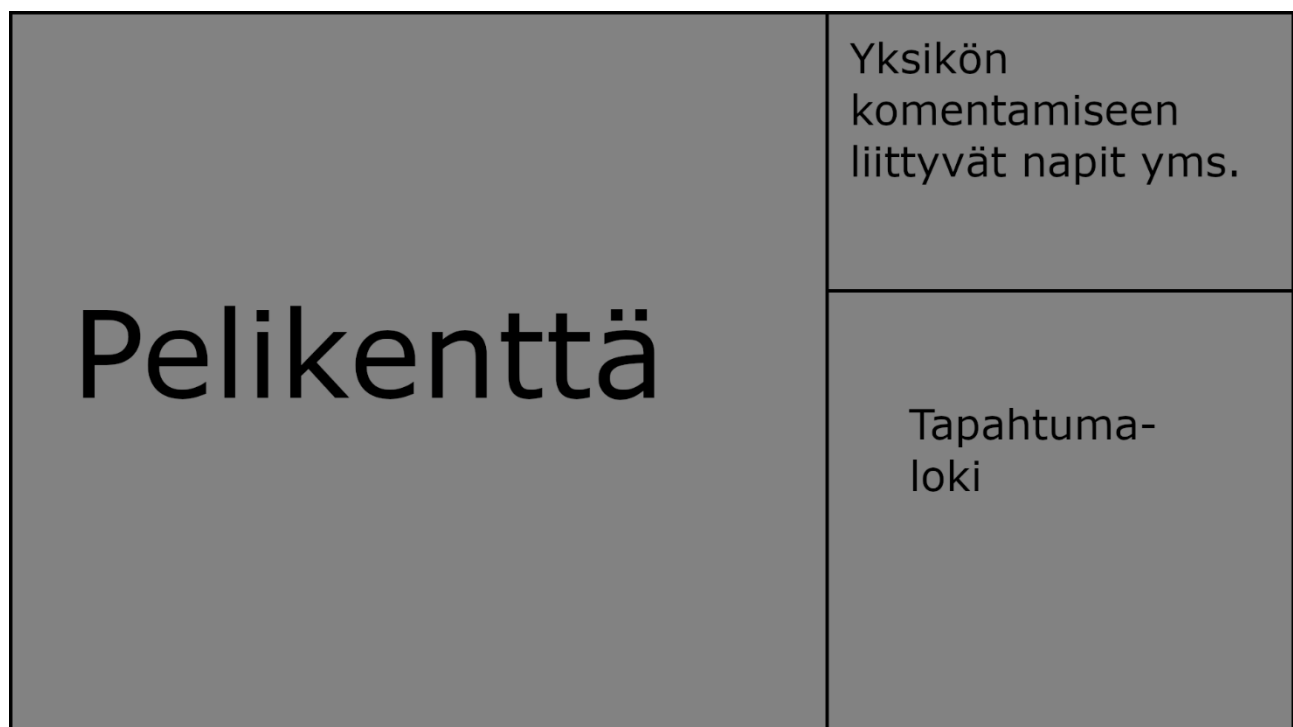 Pelikenttä
Yksikön
komentamiseen
liittyvät napit yms.
Tapahtuma-
loki